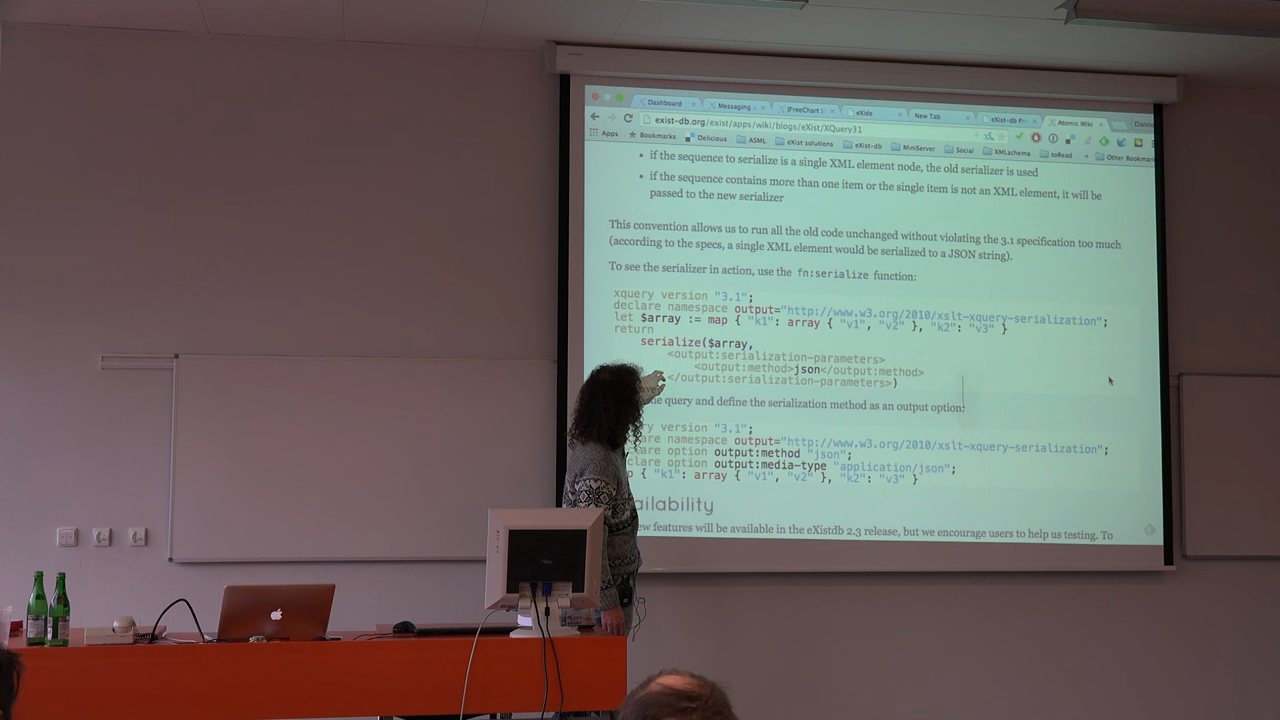 Dashboard
Messaging
JFreeChart
eXide
New Tab
eXist-db
Atomic Wiki
exist-db.org/exist/apps/wiki/blogs/eXist/XQuery31
Apps Bookmarks Delicious ASML eXist solutions eXist-db MiniServer Social XMLschema toRead » Other Bookmark
• if the sequence to serialize is a single XML element node, the old serializer is used
• if the sequence contains more than one item or the single item is not an XML element, it will be
passed to the new serializer
This convention allows us to run all the old code unchanged without violating the 3.1 specification too much
(according to the specs, a single XML element would be serialized to a JSON string).
To see the serializer in action, use the fn:serialize function:
xquery version "3.1";
declare namespace output="http://www.w3.org/2010/xslt-xquery-serialization";
let $array := map { "k1": array { "v1", "v2" }, "k2": "v3" }
return
serialize($array,
<output:serialization-parameters>
<output:method>json</output:method>
</output:serialization-parameters>)
query and define the serialization method as an output option:
version "3.1";
namespace output="http://www.w3.org/2010/xslt-xquery-serialization";
option output:method "json";
option output:media-type "application/json";
{ "k1": array { "v1", "v2" }, "k2": "v3" }
ailability
new features will be available in the eXistdb 2.3 release, but we encourage users to help us testing. To